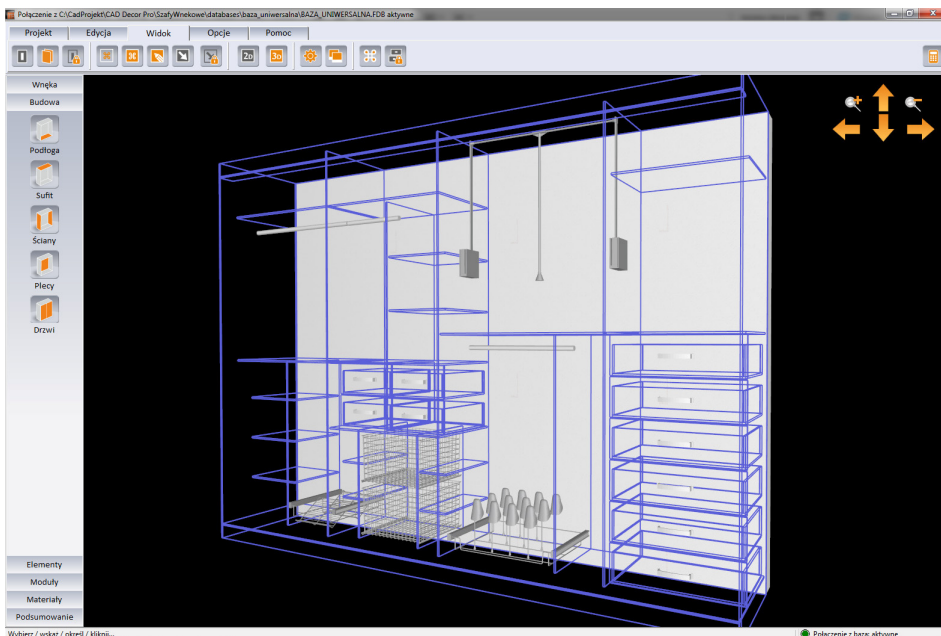 Połączenie z C:\CadProjekt\CAD Decor Pro\SzafyWnekowe\databases\baza_uniwersalna\BAZA_UNIWERSALNA.FDB aktywne
Projekt Edycja Widok Opcje Pomoc
2D 3D
Wnęka
Budowa
Podłoga
Sufit
Ściany
Plecy
Drzwi
Elementy
Moduły
Materiały
Podsumowanie
Wybierz / wskaż / określ / kliknij... Połączenie z bazą: aktywne